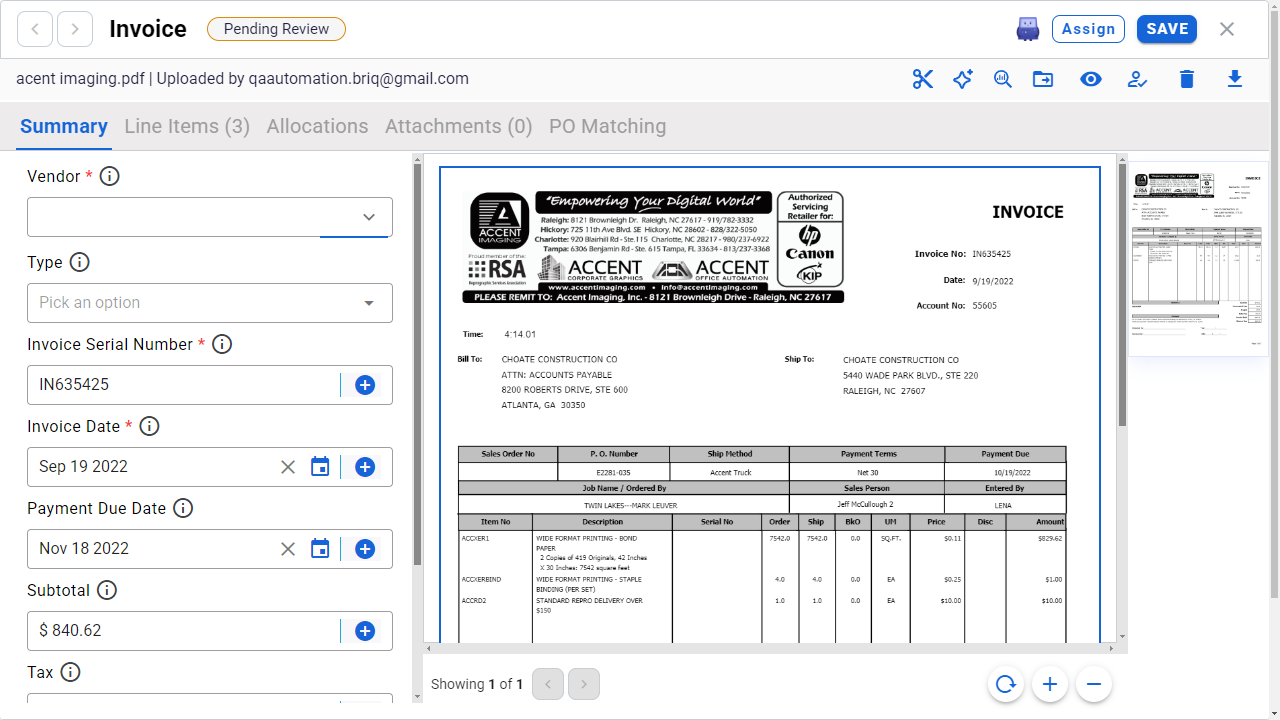 Invoice
Pending Review
Assign
SAVE
acent imaging.pdf | Uploaded by qaautomation.briq@gmail.com
Summary
Line Items (3)
Allocations
Attachments (0)
PO Matching
Vendor *
Type
Pick an option
Invoice Serial Number *
IN635425
Invoice Date *
Sep 19 2022
Payment Due Date
Nov 18 2022
Subtotal
$ 840.62
Tax
ACCENT
IMAGING
"Empowering Your Digital World"
Raleigh: 8121 Brownleigh Dr. Raleigh, NC 27617 - 919/782-3332
Hickory: 725 11th Ave Blvd. SE Hickory, NC 28602 - 828/322-5050
Charlotte: 920 Blairhill Rd - Ste. 115 Charlotte, NC 28217 - 980/237-6922
Tampa: 6306 Benjamin Rd - Ste. 615 Tampa, FL 33634 - 813/237-3368
Proud member of the:
RSA
Reprographic Services Association
ACCENT
CORPORATE GRAPHICS
ACCENT
OFFICE AUTOMATION
www.accentimaging.com • info@accentimaging.com
PLEASE REMIT TO: Accent Imaging, Inc. - 8121 Brownleigh Drive - Raleigh, NC 27617
Authorized
Servicing
Retailer for:
hp
Canon
KIP
INVOICE
Invoice No: IN635425
Date: 9/19/2022
Account No: 55605
Time: 4:14.01
Bill To: CHOATE CONSTRUCTION CO
ATTN: ACCOUNTS PAYABLE
8200 ROBERTS DRIVE, STE 600
ATLANTA, GA 30350
Ship To: CHOATE CONSTRUCTION CO
5440 WADE PARK BLVD., STE 220
RALEIGH, NC 27607
Sales Order No P. O. Number Ship Method Payment Terms Payment Due
E2281-035 Accent Truck Net 30 10/19/2022
Job Name / Ordered By Sales Person Entered By
TWIN LAKES---MARK LEUVER Jeff McCullough 2 LENA
Item No Description Serial No Order Ship BkO UM Price Disc Amount
ACCXER1 WIDE FORMAT PRINTING - BOND 7542.0 7542.0 0.0 SQ.FT. $0.11 $829.62
PAPER
2 Copies of 419 Originals, 42 Inches
X 30 Inches: 7542 square feet
ACCXERBIND WIDE FORMAT PRINTING - STAPLE 4.0 4.0 0.0 EA $0.25 $1.00
BINDING (PER SET)
ACCRD2 STANDARD REPRO DELIVERY OVER 1.0 1.0 0.0 EA $10.00 $10.00
$150
Showing 1 of 1